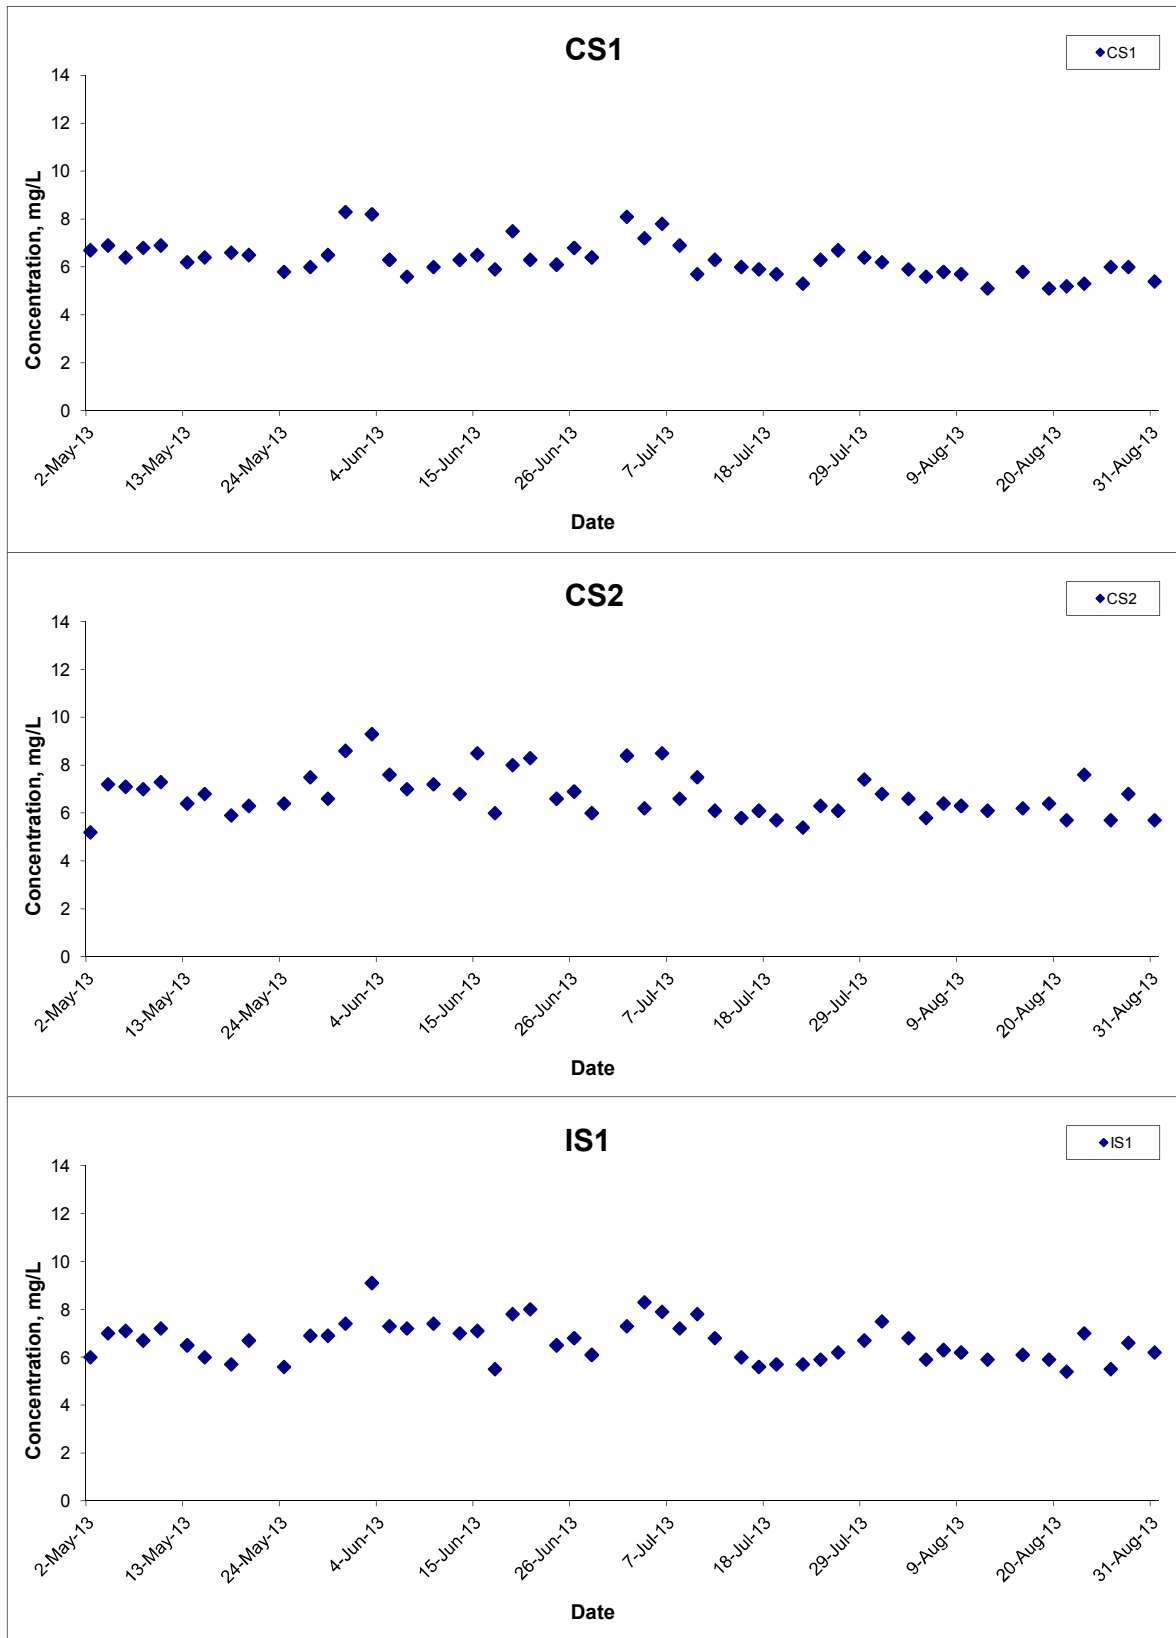 CS1
CS1
14
12
10
8
6
4
2
0
Concentration, mg/L
2-May-13
13-May-13
24-May-13
4-Jun-13
15-Jun-13
26-Jun-13
7-Jul-13
18-Jul-13
29-Jul-13
9-Aug-13
20-Aug-13
31-Aug-13
Date
CS2
CS2
14
12
10
8
6
4
2
0
Concentration, mg/L
2-May-13
13-May-13
24-May-13
4-Jun-13
15-Jun-13
26-Jun-13
7-Jul-13
18-Jul-13
29-Jul-13
9-Aug-13
20-Aug-13
31-Aug-13
Date
IS1
IS1
14
12
10
8
6
4
2
0
Concentration, mg/L
2-May-13
13-May-13
24-May-13
4-Jun-13
15-Jun-13
26-Jun-13
7-Jul-13
18-Jul-13
29-Jul-13
9-Aug-13
20-Aug-13
31-Aug-13
Date